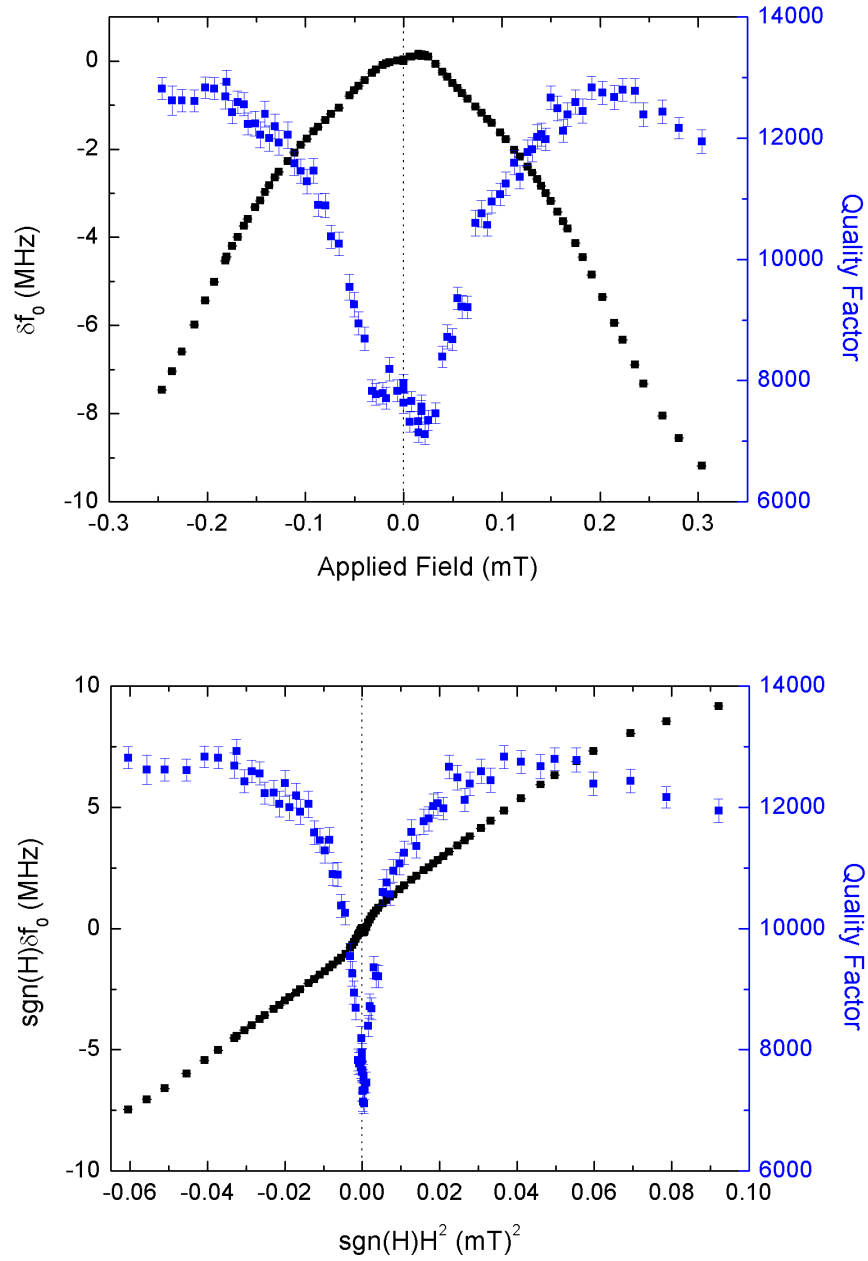 14000
12000
10000
8000
6000
Quality Factor
0
-2
-4
-6
-8
-10
δf₀ (MHz)
-0.3 -0.2 -0.1 0.0 0.1 0.2 0.3
Applied Field (mT)
10
5
0
-5
-10
sgn(H)δf₀ (MHz)
14000
12000
10000
8000
6000
Quality Factor
-0.06 -0.04 -0.02 0.00 0.02 0.04 0.06 0.08 0.10
sgn(H)H² (mT)²